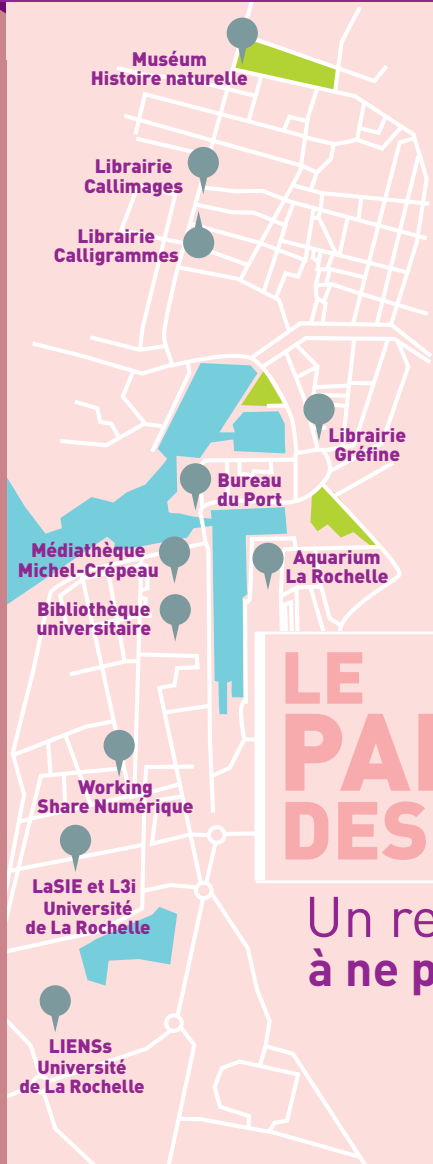 Muséum
Histoire naturelle
Librairie
Callimages
Librairie
Calligrammes
Librairie
Gréfine
Bureau
du Port
Médiathèque
Michel-Crépeau
Aquarium
La Rochelle
Bibliothèque
universitaire
LE
DES
Working
Share Numérique
LaSIE et L3i
Université
de La Rochelle
Un re
à ne p
LIENSs
Université
de La Rochelle